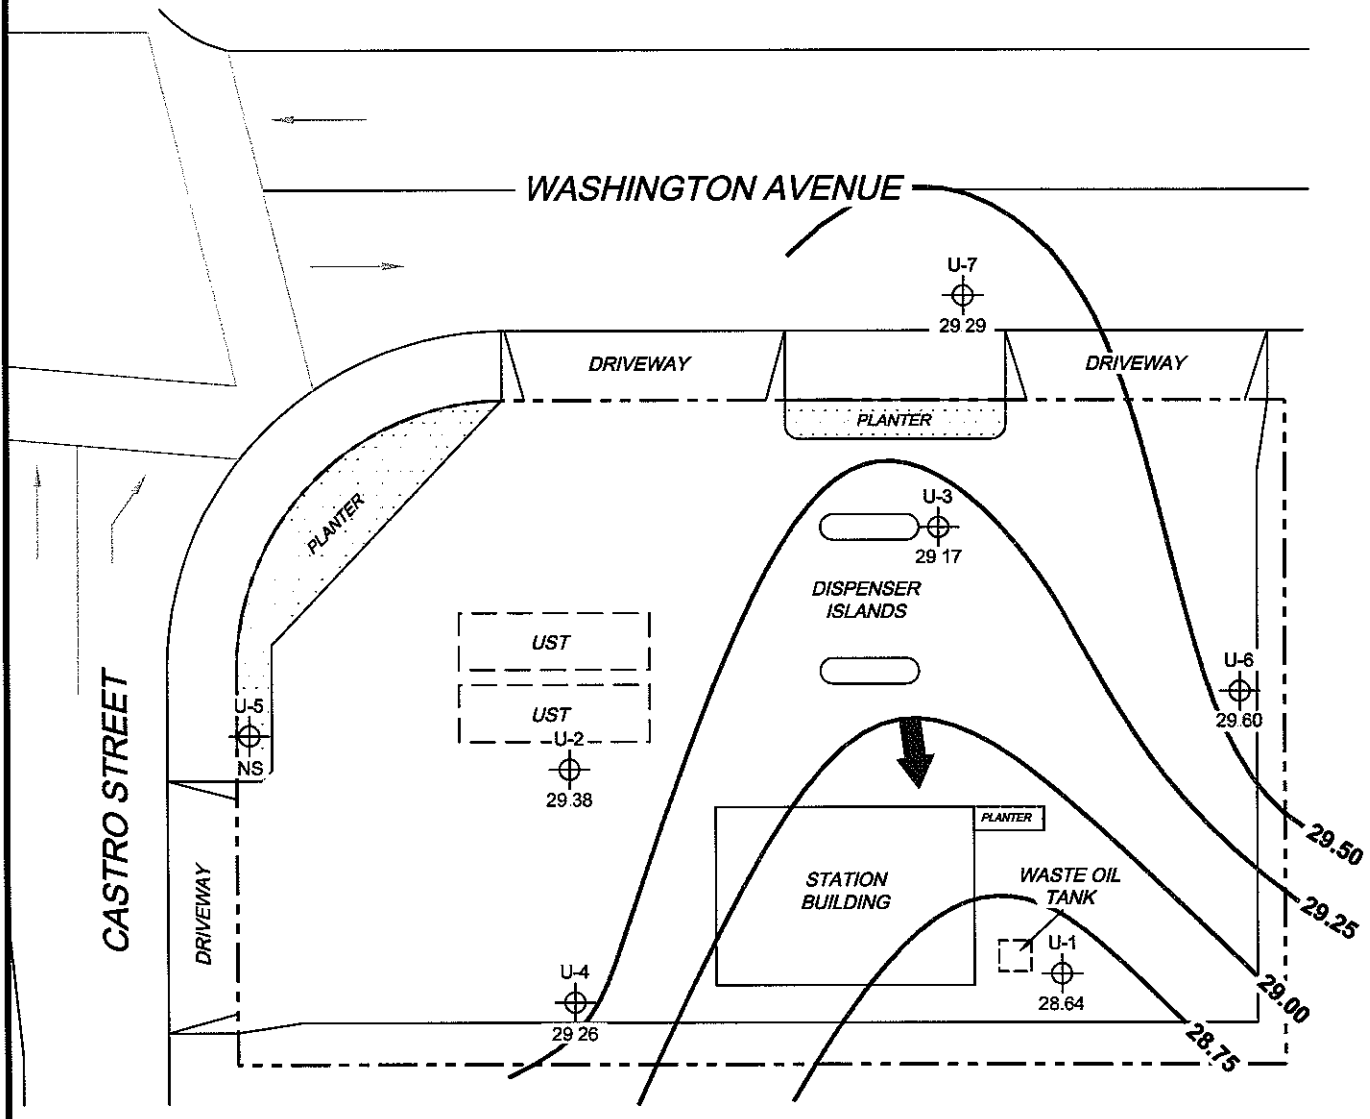 WASHINGTON AVENUE
U-7
29 29
DRIVEWAY
DRIVEWAY
PLANTER
PLANTER
U-3
29 17
DISPENSER
ISLANDS
UST
UST
U-6
29.60
U-5
NS
U-2
29.38
CASTRO STREET
DRIVEWAY
PLANTER
STATION
BUILDING
WASTE OIL
TANK
U-1
28.64
U-4
29 26
29.50
29.25
29.00
28.75